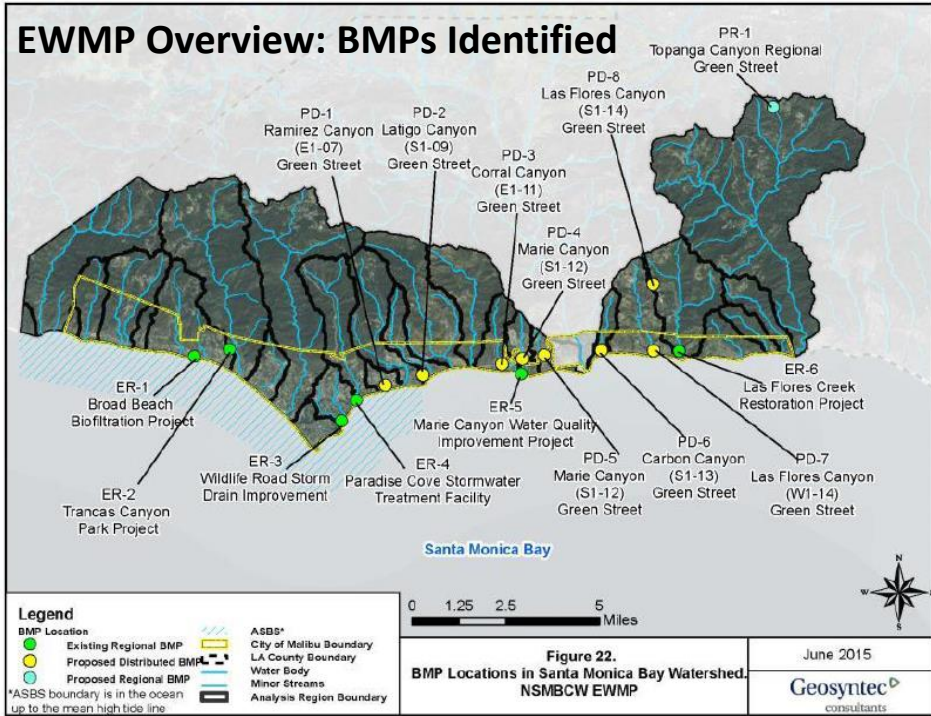 EWMP Overview: BMPs Identified
PR-1
Topanga Canyon Regional
Green Street
PD-8
Las Flores Canyon
(S1-14)
Green Street
PD-1
Ramirez Canyon
(E1-07)
Green Street
PD-2
Latigo Canyon
(S1-09)
Green Street
PD-3
Corral Canyon
(E1-11)
Green Street
PD-4
Marie Canyon
(S1-12)
Green Street
ER-1
Broad Beach
Biofiltration Project
ER-2
Trancas Canyon
Park Project
ER-3
Wildlife Road Storm
Drain Improvement
ER-4
Paradise Cove Stormwater
Treatment Facility
ER-5
Marie Canyon Water Quality
Improvement Project
PD-5
Marie Canyon
(S1-12)
Green Street
PD-6
Carbon Canyon
(S1-13)
Green Street
PD-7
Las Flores Canyon
(W1-14)
Green Street
ER-6
Las Flores Creek
Restoration Project
Santa Monica Bay
N
W
E
S
0 1.25 2.5 5
Miles
Legend
BMP Location
Existing Regional BMP
Proposed Distributed BMP
Proposed Regional BMP
*ASBS boundary is in the ocean
up to the mean high tide line
ASBS*
City of Malibu Boundary
LA County Boundary
Water Body
Minor Streams
Analysis Region Boundary
Figure 22.
BMP Locations in Santa Monica Bay Watershed.
NSMBCW EWMP
June 2015
Geosyntec
consultants